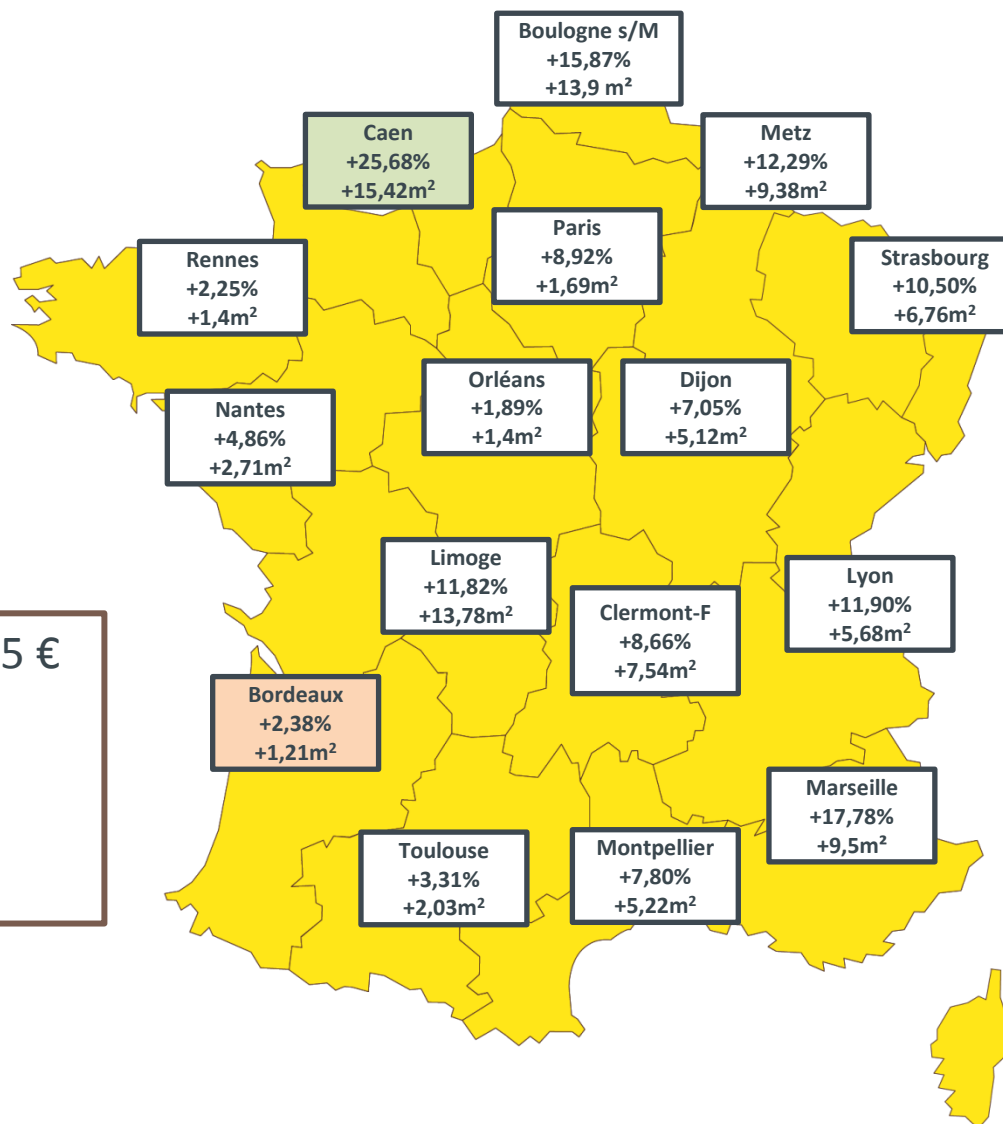 Boulogne s/M
+15,87%
+13,9 m²
Caen
+25,68%
+15,42m²
Metz
+12,29%
+9,38m²
Paris
+8,92%
+1,69m²
Rennes
+2,25%
+1,4m²
Strasbourg
+10,50%
+6,76m²
Orléans
+1,89%
+1,4m²
Dijon
+7,05%
+5,12m²
Nantes
+4,86%
+2,71m²
Limoge
+11,82%
+13,78m²
Lyon
+11,90%
+5,68m²
Clermont-F
+8,66%
+7,54m²
5 €
Bordeaux
+2,38%
+1,21m²
Marseille
+17,78%
+9,5m²
Toulouse
+3,31%
+2,03m²
Montpellier
+7,80%
+5,22m²